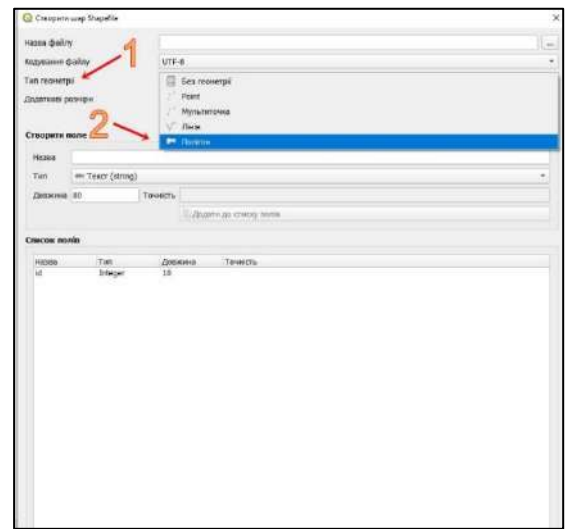 Створити шар Shapefile
Назва файлу
...
1
Кодування файлу
UTF-8
Тип геометрії
Без геометрії
Додаткові розміри
Point
Мультиточка
2
Лінія
Створити поле
Полігон
Назва
Тип
Текст (string)
Довжина 80
Точність
Додати до списку полів
Список полів
Назва Тип Довжина Точність
id Integer 10